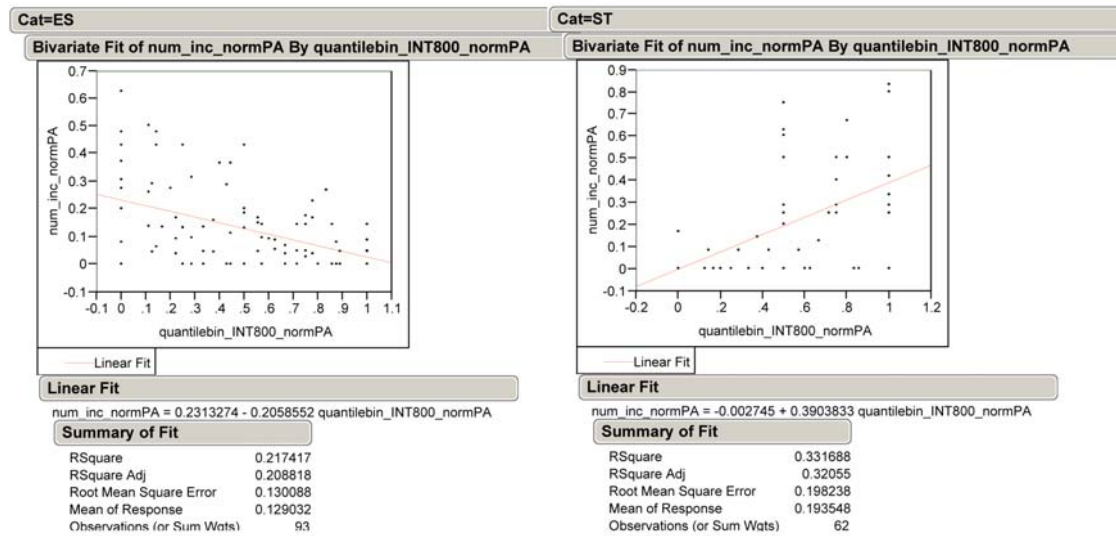 Cat=ES
Bivariate Fit of num_inc_normPA By quantilebin_INT800_normPA
0.7
0.6
0.5
0.4
0.3
0.2
0.1
0
-0.1
num_inc_normPA
-0.1 0 .1 .2 .3 .4 .5 .6 .7 .8 .9 1 1.1
quantilebin_INT800_normPA
Linear Fit
Linear Fit
num_inc_normPA = 0.2313274 - 0.2058552 quantilebin_INT800_normPA
Summary of Fit
RSquare 0.217417
RSquare Adj 0.208818
Root Mean Square Error 0.130088
Mean of Response 0.129032
Observations (or Sum Wgts) 93
Cat=ST
Bivariate Fit of num_inc_normPA By quantilebin_INT800_normPA
0.9
0.8
0.7
0.6
0.5
0.4
0.3
0.2
0.1
0
-0.1
num_inc_normPA
-0.2 0 .2 .4 .6 .8 1 1.2
quantilebin_INT800_normPA
Linear Fit
Linear Fit
num_inc_normPA = -0.002745 + 0.3903833 quantilebin_INT800_normPA
Summary of Fit
RSquare 0.331688
RSquare Adj 0.32055
Root Mean Square Error 0.198238
Mean of Response 0.193548
Observations (or Sum Wgts) 62